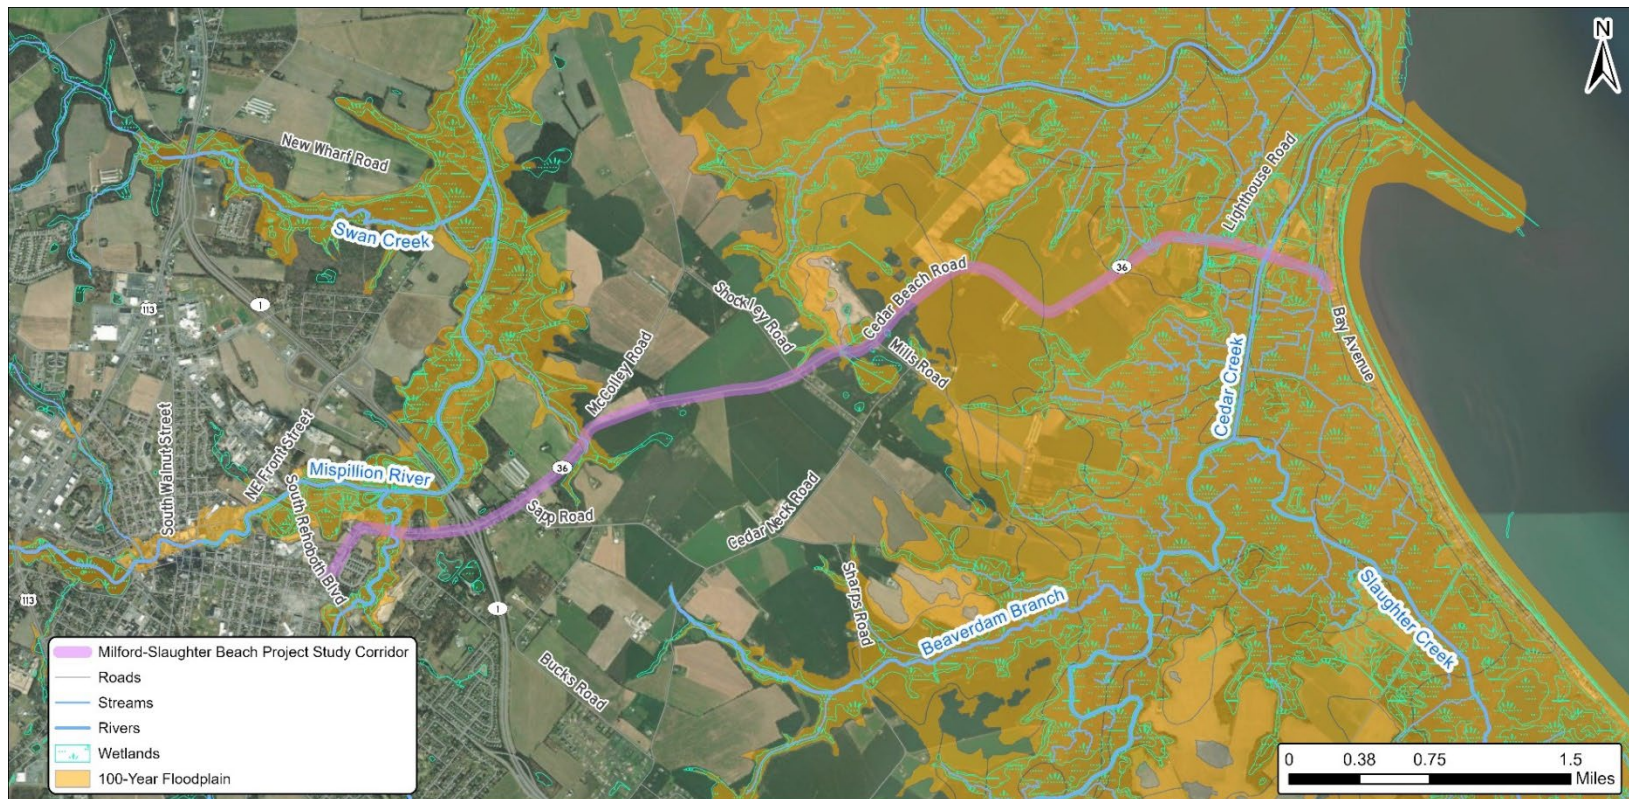 N
New Wharf Road
Swan Creek
Lighthouse Road
36
Cedar Beach Road
1
113
Shockley Road
Mills Road
Bay Avenue
McColley Road
Cedar Creek
South Walnut Street
NE Front Street
Mispillion River
36
South Rehoboth Blvd
Sapp Road
Cedar Neck Road
Sharps Road
Beaverdam Branch
Slaughter Creek
113
1
Bucks Road
Milford-Slaughter Beach Project Study Corridor
Roads
Streams
Rivers
Wetlands
100-Year Floodplain
0 0.38 0.75 1.5
Miles